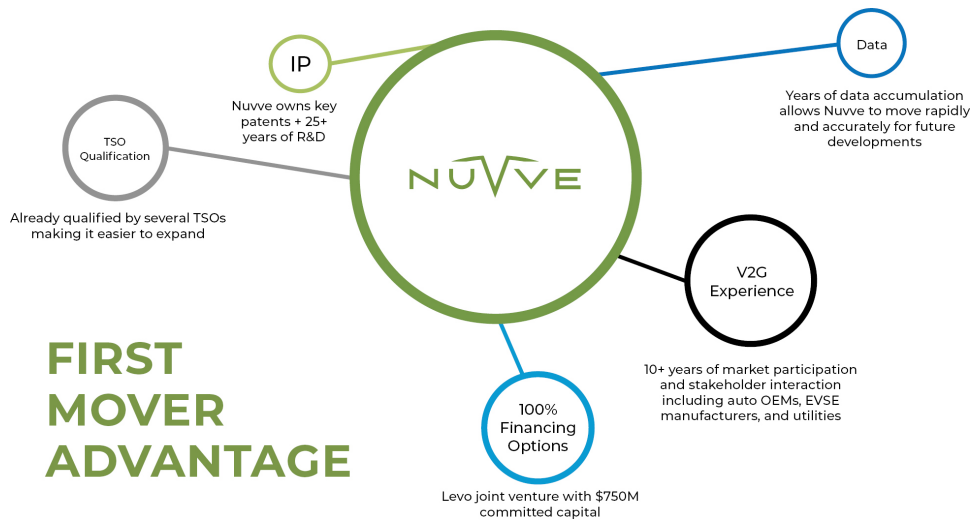 IP
Nuvve owns key
patents + 25+
years of R&D
Data
Years of data accumulation
allows Nuvve to move rapidly
and accurately for future
developments
TSO
Qualification
Already qualified by several TSOs
making it easier to expand
NUVVE
V2G
Experience
10+ years of market participation
and stakeholder interaction
including auto OEMs, EVSE
manufacturers, and utilities
100%
Financing
Options
Levo joint venture with $750M
committed capital
FIRST
MOVER
ADVANTAGE